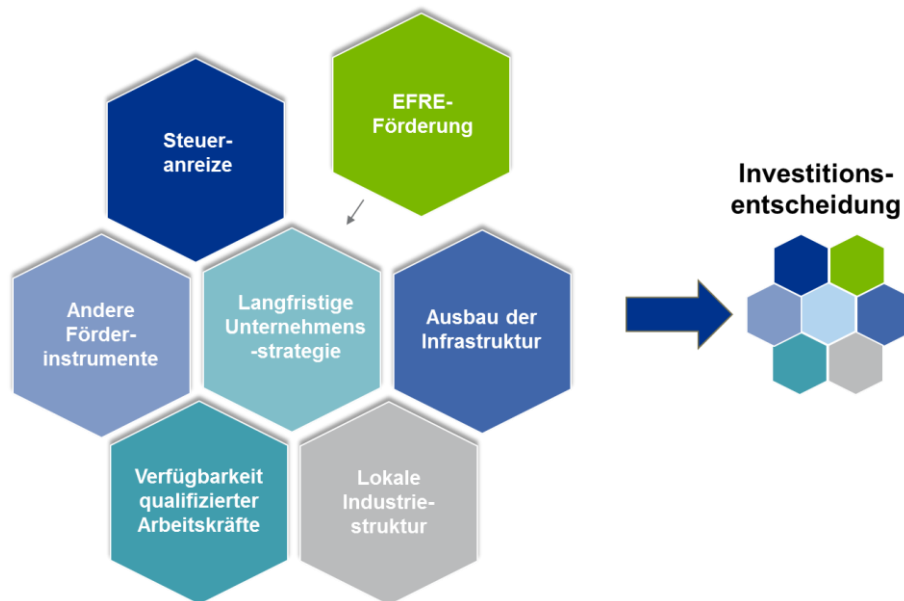 EFRE-
Förderung
Steuer-
anreize
Investitions-
entscheidung
Andere
Förder-
instrumente
Langfristige
Unternehmens
-strategie
Ausbau der
Infrastruktur
Verfügbarkeit
qualifizierter
Arbeitskräfte
Lokale
Industrie-
struktur